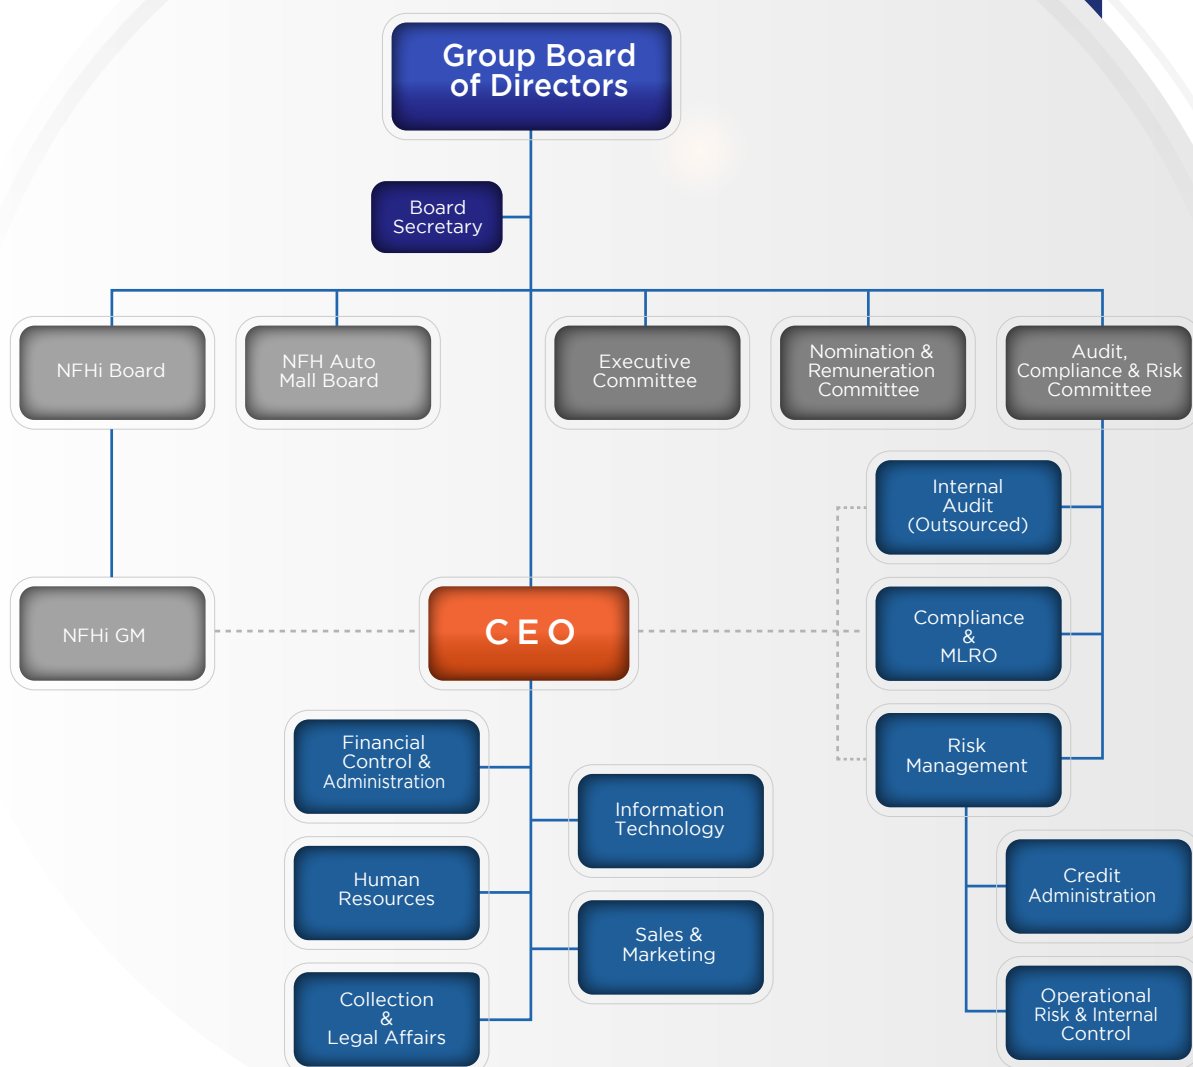 Group Board
of Directors
Board
Secretary
NFHi Board
NFH Auto
Mall Board
Executive
Committee
Nomination &
Remuneration
Committee
Audit,
Compliance & Risk
Committee
Internal
Audit
(Outsourced)
NFHi GM
CEO
Compliance
&
MLRO
Financial
Control &
Administration
Risk
Management
Information
Technology
Human
Resources
Credit
Administration
Sales &
Marketing
Collection
&
Legal Affairs
Operational
Risk & Internal
Control